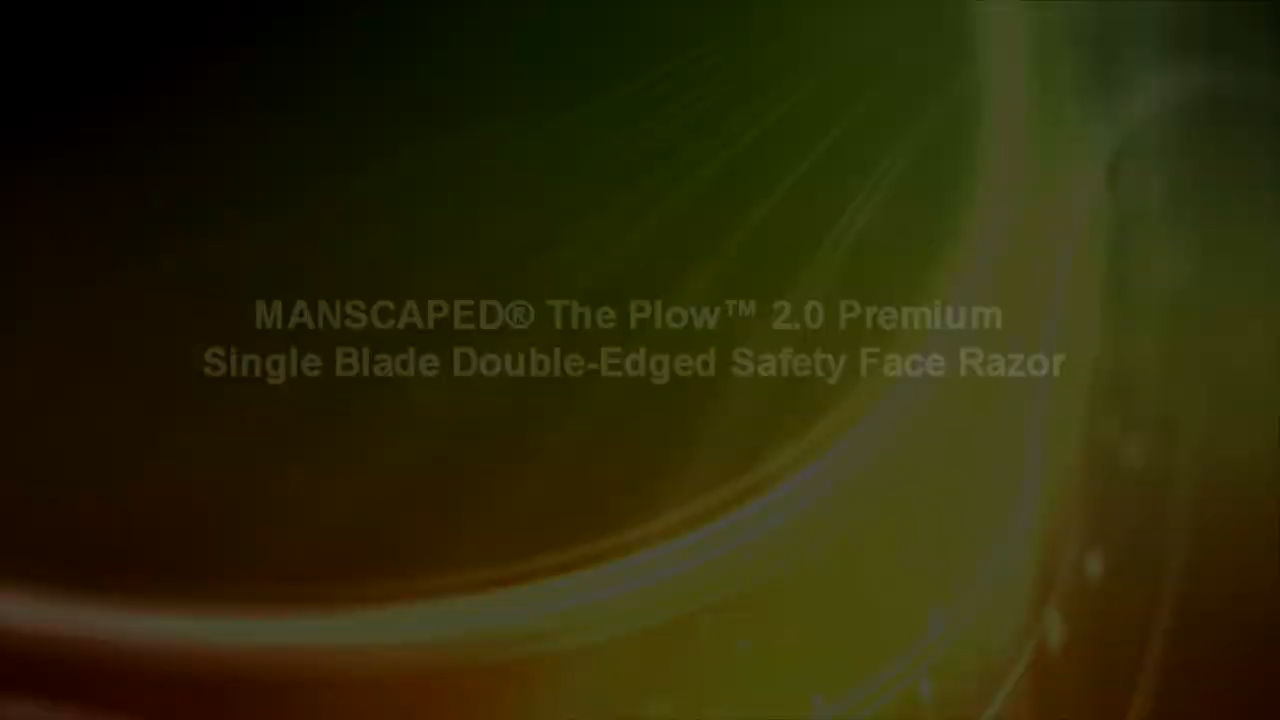 MANSCAPED® The Plow™ 2.0 Premium
Single Blade Double-Edged Safety Face Razor